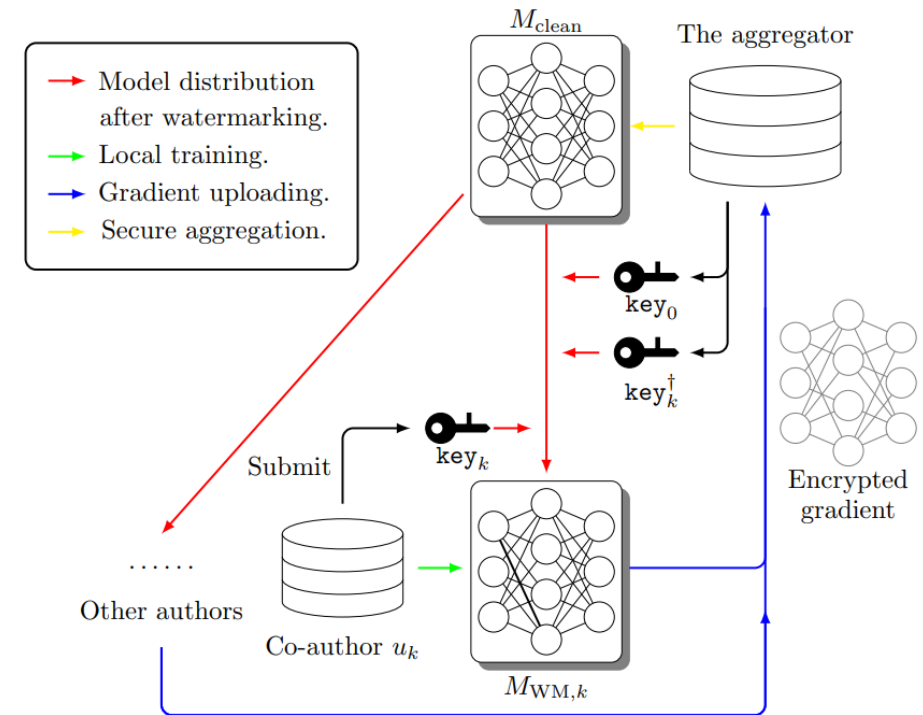 M_clean
The aggregator
Model distribution
after watermarking.
Local training.
Gradient uploading.
Secure aggregation.
key_0
key_k^†
key_k
Submit
Encrypted
gradient
......
Other authors
Co-author u_k
M_WM,k